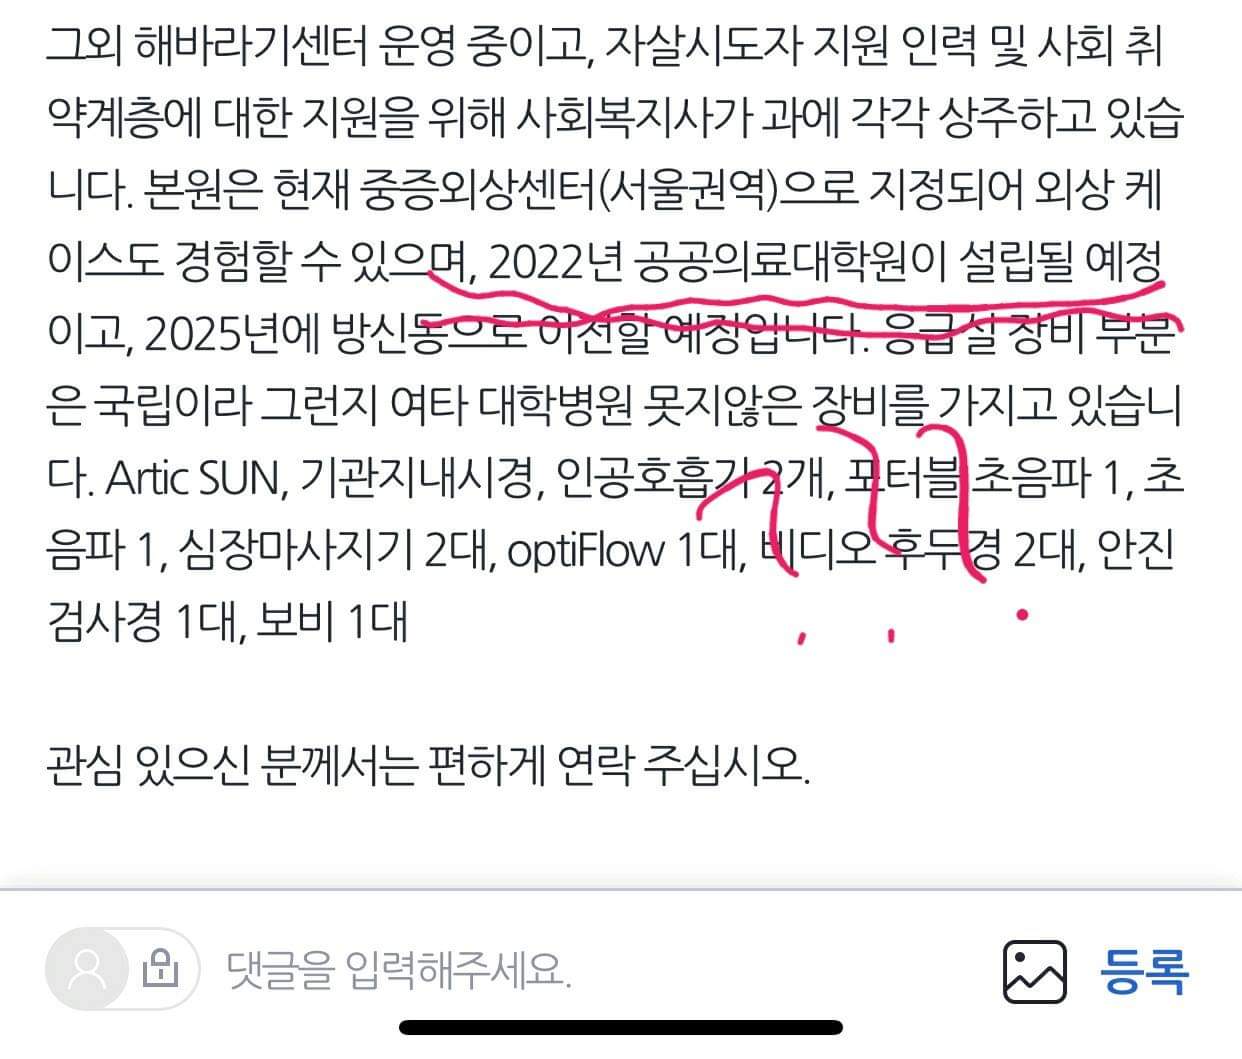 그외 해바라기센터 운영 중이고, 자살시도자 지원 인력 및 사회 취
약계층에 대한 지원을 위해 사회복지사가 과에 각각 상주하고 있습
니다. 본원은 현재 중증외상센터(서울권역)으로 지정되어 외상 케
이스도 경험할 수 있으며, 2022년 공공의료대학원이 설립될 예정
이고, 2025년에 방산동으로 이전할 예정입니다. 응급실 장비 부분
은 국립이라 그런지 여타 대학병원 못지않은 장비를 가지고 있습니
다. Artic SUN, 기관지내시경, 인공호흡기 2개, 포터블 초음파 1, 초
음파 1, 심장마사지기 2대, optiFlow 1대, 비디오 후두경 2대, 안진
검사경 1대, 보비 1대
???
관심 있으신 분께서는 편하게 연락 주십시오.
댓글을 입력해주세요.
등록